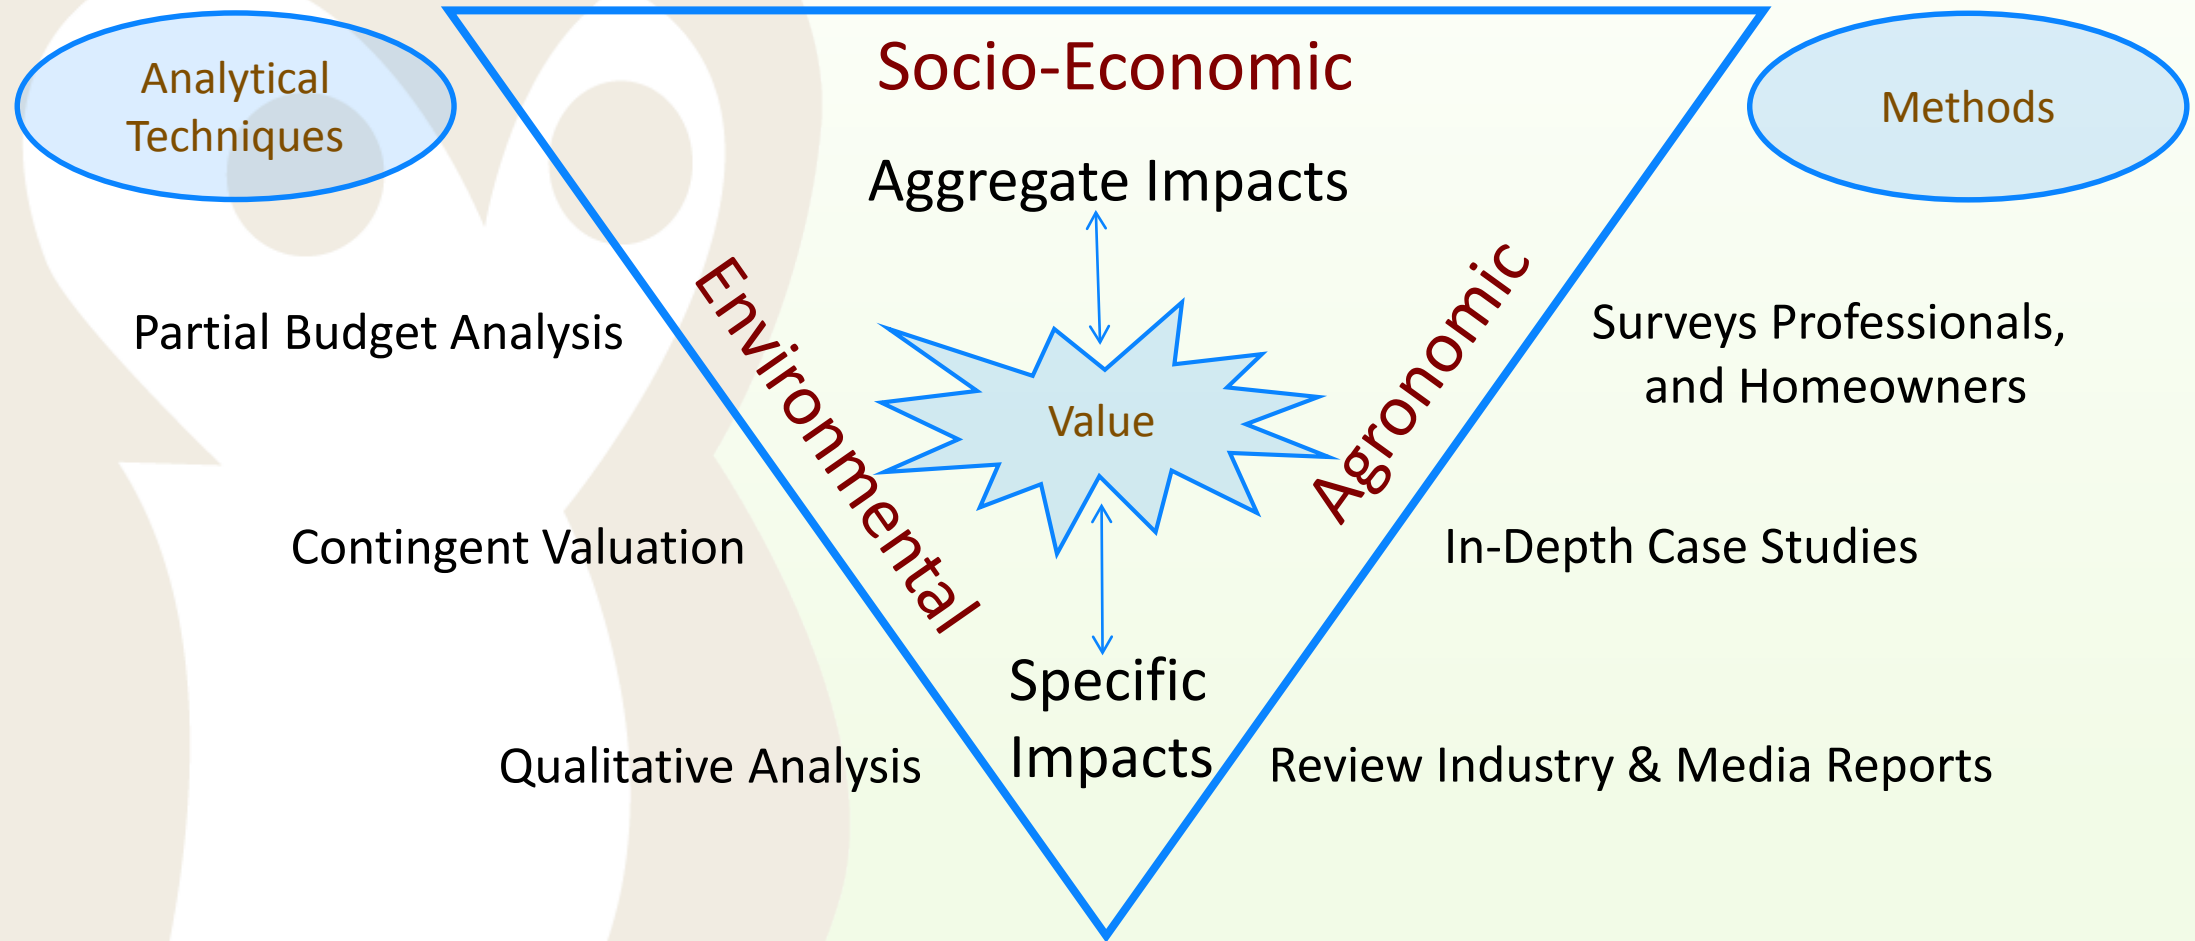 Analytical
Techniques
Socio-Economic
Methods
Aggregate Impacts
Environmental
Agronomic
Partial Budget Analysis
Surveys Professionals,
and Homeowners
Value
Contingent Valuation
In-Depth Case Studies
Specific
Impacts
Qualitative Analysis
Review Industry & Media Reports